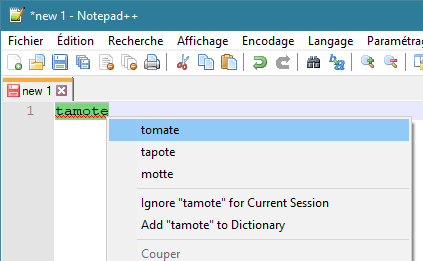 *new 1 - Notepad++
Fichier Édition Recherche Affichage Encodage Langage Paramétra
new 1
1 tamote
tomate
tapote
motte
Ignore "tamote" for Current Session
Add "tamote" to Dictionary
Couper